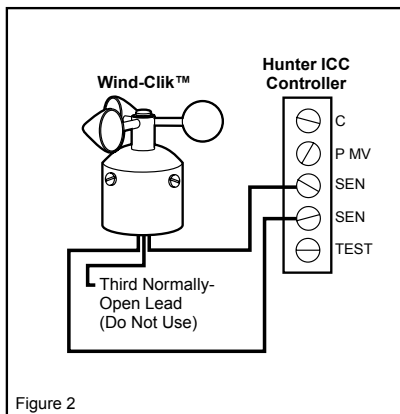 Wind-Clik™
Hunter ICC
Controller
C
P MV
SEN
SEN
TEST
Third Normally-
Open Lead
(Do Not Use)
Figure 2